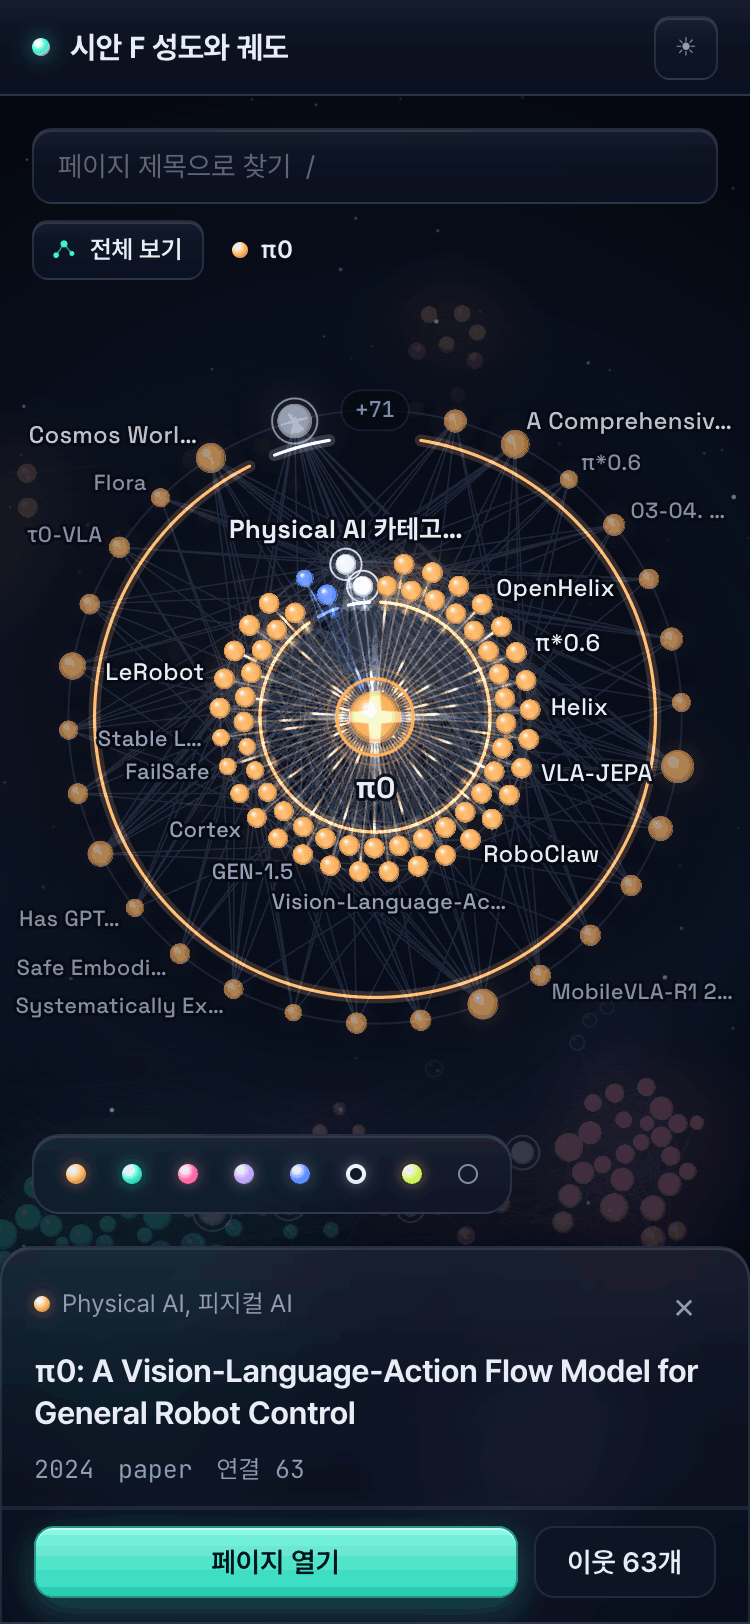 시안 F 성도와 궤도
페이지 제목으로 찾기 /
전체 보기
π0
+71
Cosmos Worl...
A Comprehensiv...
π*0.6
Flora
03-04. ...
τ0-VLA
Physical AI 카테고...
OpenHelix
π*0.6
LeRobot
Helix
Stable L...
FailSafe
VLA-JEPA
π0
Cortex
RoboClaw
GEN-1.5
Vision-Language-Ac...
Has GPT...
Safe Embodi...
MobileVLA-R1 2...
Systematically Ex...
Physical AI, 피지컬 AI
π0: A Vision-Language-Action Flow Model for
General Robot Control
2024 paper 연결 63
페이지 열기
이웃 63개